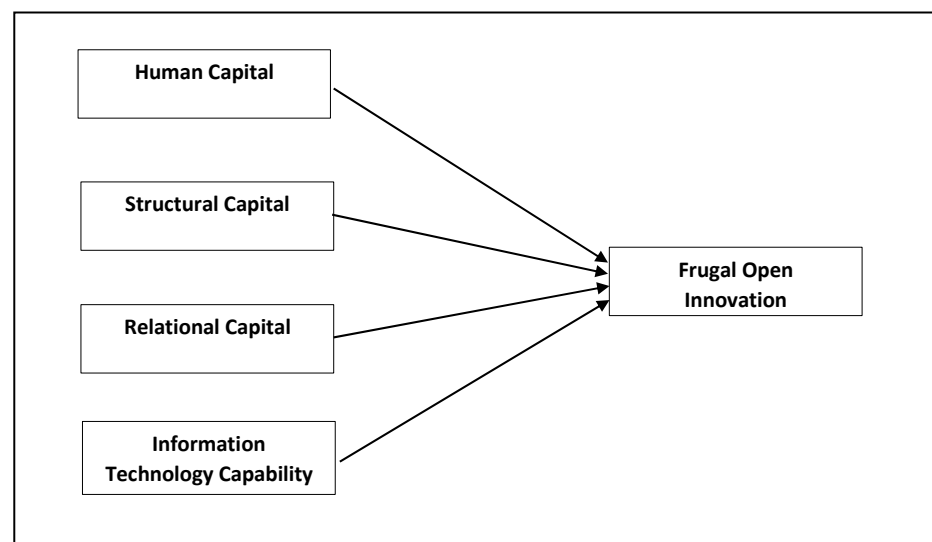 Human Capital
Structural Capital
Relational Capital
Information
Technology Capability
Frugal Open
Innovation